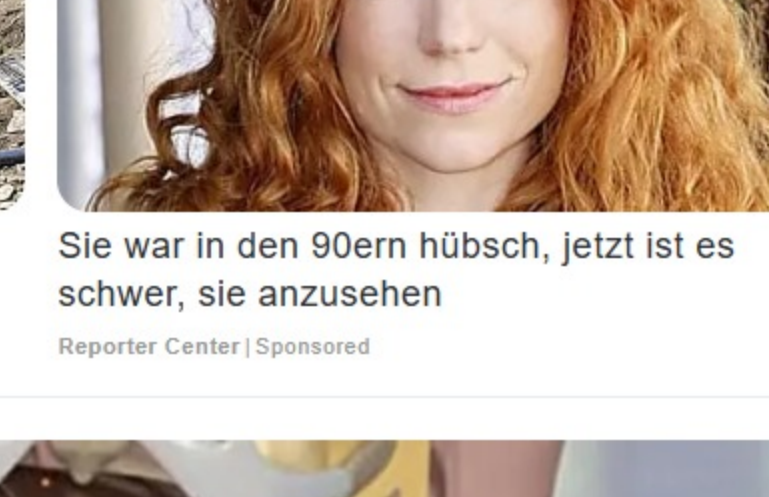 Sie war in den 90ern hübsch, jetzt ist es
schwer, sie anzusehen
Reporter Center | Sponsored